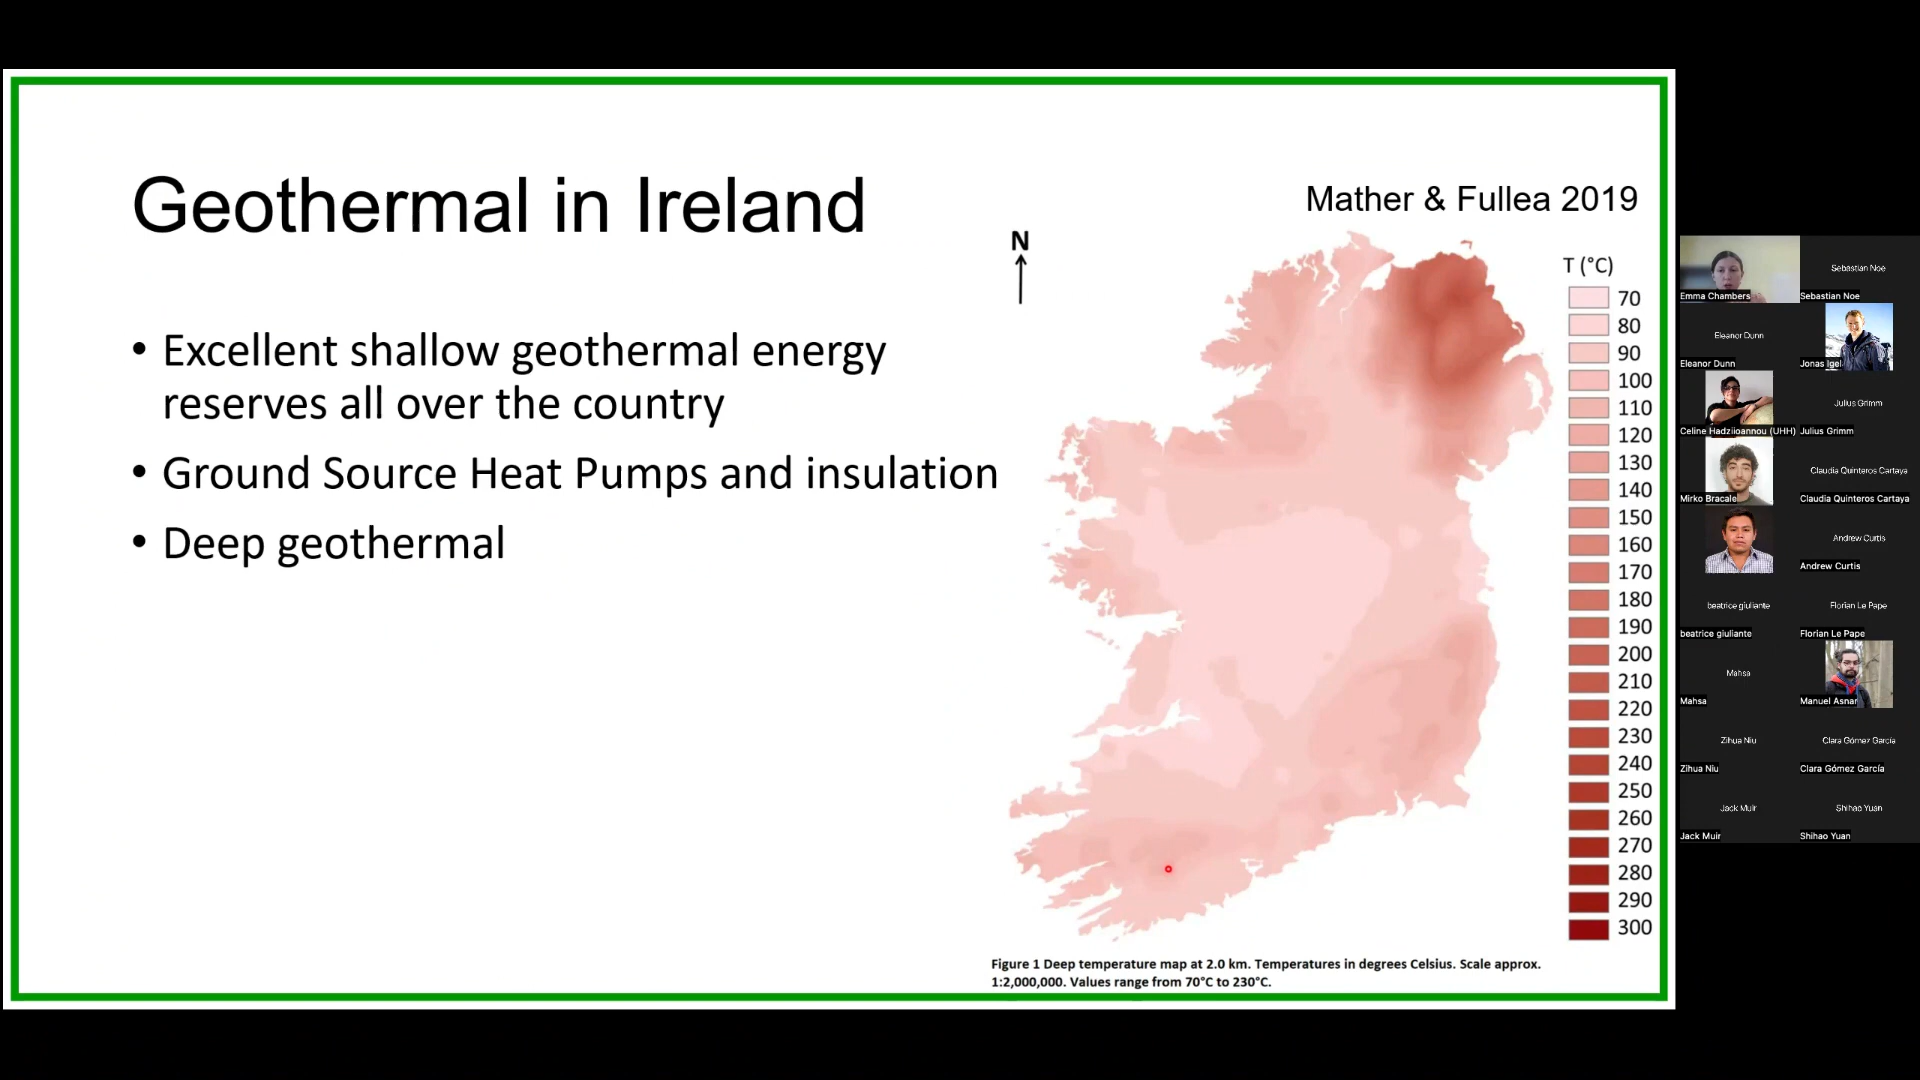 Geothermal in Ireland
Mather & Fullea 2019
• Excellent shallow geothermal energy
reserves all over the country
• Ground Source Heat Pumps and insulation
• Deep geothermal
N
T (°C)
70
80
90
100
110
120
130
140
150
160
170
180
190
200
210
220
230
240
250
260
270
280
290
300
Figure 1 Deep temperature map at 2.0 km. Temperatures in degrees Celsius. Scale approx.
1:2,000,000. Values range from 70°C to 230°C.
Emma Chambers
Sebastian Noe
Sebastian Noe
Eleanor Dunn
Eleanor Dunn
Jonas Igel
Celine Hadziioannou (UHH)
Julius Grimm
Julius Grimm
Mirko Bracale
Claudia Quinteros Cartaya
Claudia Quinteros Cartaya
Andrew Curtis
Andrew Curtis
beatrice giuliante
beatrice giuliante
Florian Le Pape
Florian Le Pape
Mahsa
Mahsa
Manuel Asnar
Zihua Niu
Zihua Niu
Clara Gómez García
Clara Gómez García
Jack Muir
Jack Muir
Shihao Yuan
Shihao Yuan